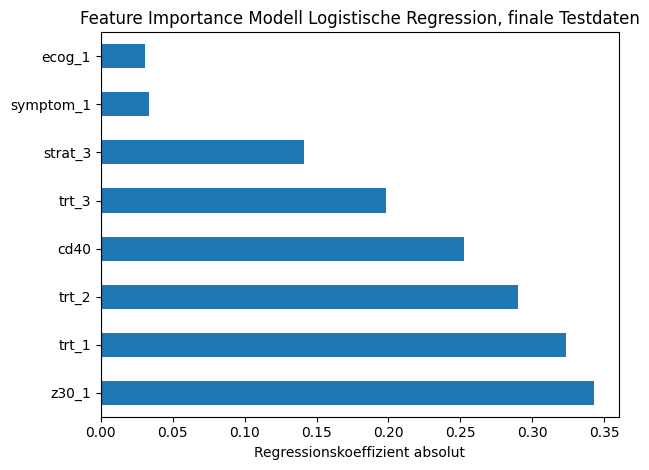 Feature Importance Modell Logistische Regression, finale Testdaten
ecog_1
symptom_1
strat_3
trt_3
cd40
trt_2
trt_1
z30_1
0.00 0.05 0.10 0.15 0.20 0.25 0.30 0.35
Regressionskoeffizient absolut